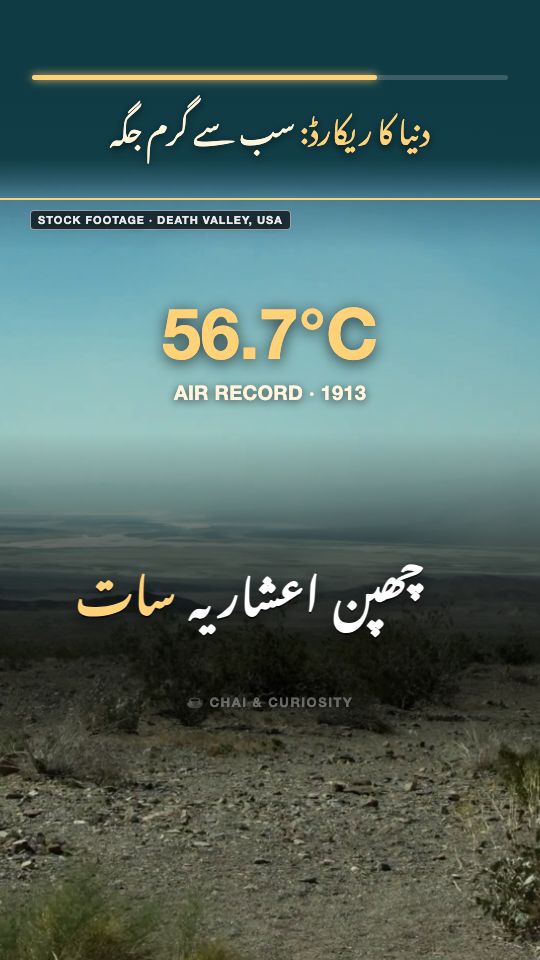 دنیا کا ریکارڈ: سب سے گرم جگہ
STOCK FOOTAGE · DEATH VALLEY, USA
56.7°C
AIR RECORD · 1913
چھپن اعشاریہ سات
CHAI & CURIOSITY